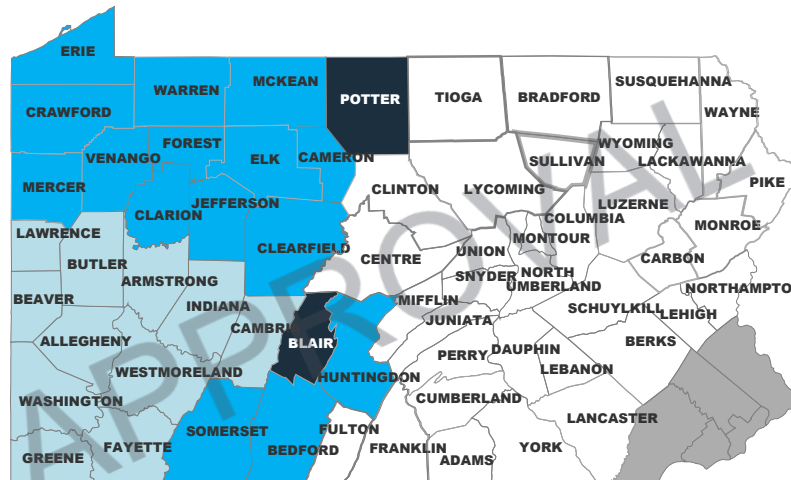 ERIE
WARREN
MCKEAN
POTTER
TIOGA
BRADFORD
SUSQUEHANNA
WAYNE
CRAWFORD
VENANGO
FOREST
ELK
CAMERON
SULLIVAN
WYOMING
LACKAWANNA
PIKE
MERCER
CLARION
JEFFERSON
CLINTON
LYCOMING
COLUMBIA
LUZERNE
MONROE
LAWRENCE
BUTLER
ARMSTRONG
CLEARFIELD
CENTRE
UNION
MONTOUR
CARBON
BEAVER
INDIANA
CAMBRI
SNYDER
NORTH
UMBERLAND
NORTHAMPTO
MIFFLIN
JUNIATA
SCHUYLKILL
LEHIGH
ALLEGHENY
BLAIR
PERRY
DAUPHIN
LEBANON
BERKS
WESTMORELAND
HUNTINGDON
WASHINGTON
CUMBERLAND
LANCASTER
SOMERSET
BEDFORD
FULTON
FRANKLIN
ADAMS
YORK
GREENE
FAYETTE
APPROVAL